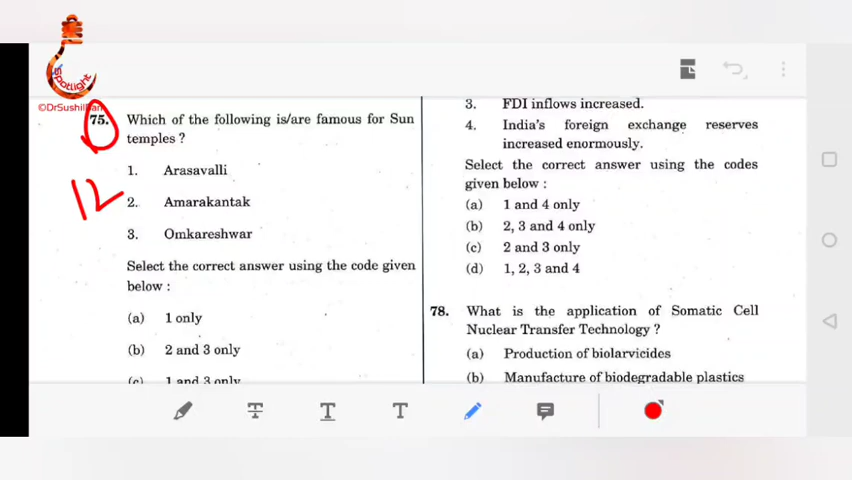 Spotlight
©DrSushilBari
75. Which of the following is/are famous for Sun
temples ?
1. Arasavalli
12
2. Amarakantak
3. Omkareshwar
Select the correct answer using the code given
below :
(a) 1 only
(b) 2 and 3 only
(c) 1 and 3 only
3. FDI inflows increased.
4. India's foreign exchange reserves
increased enormously.
Select the correct answer using the codes
given below :
(a) 1 and 4 only
(b) 2, 3 and 4 only
(c) 2 and 3 only
(d) 1, 2, 3 and 4
78. What is the application of Somatic Cell
Nuclear Transfer Technology ?
(a) Production of biolarvicides
(b) Manufacture of biodegradable plastics
T T T